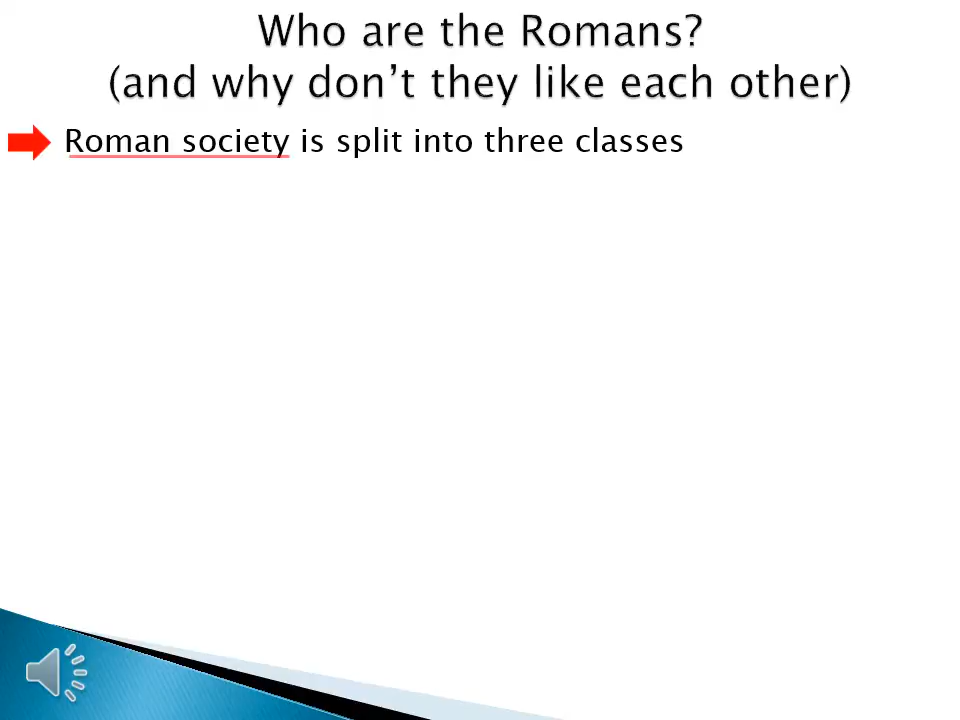 Who are the Romans?
(and why don’t they like each other)
Roman society is split into three classes